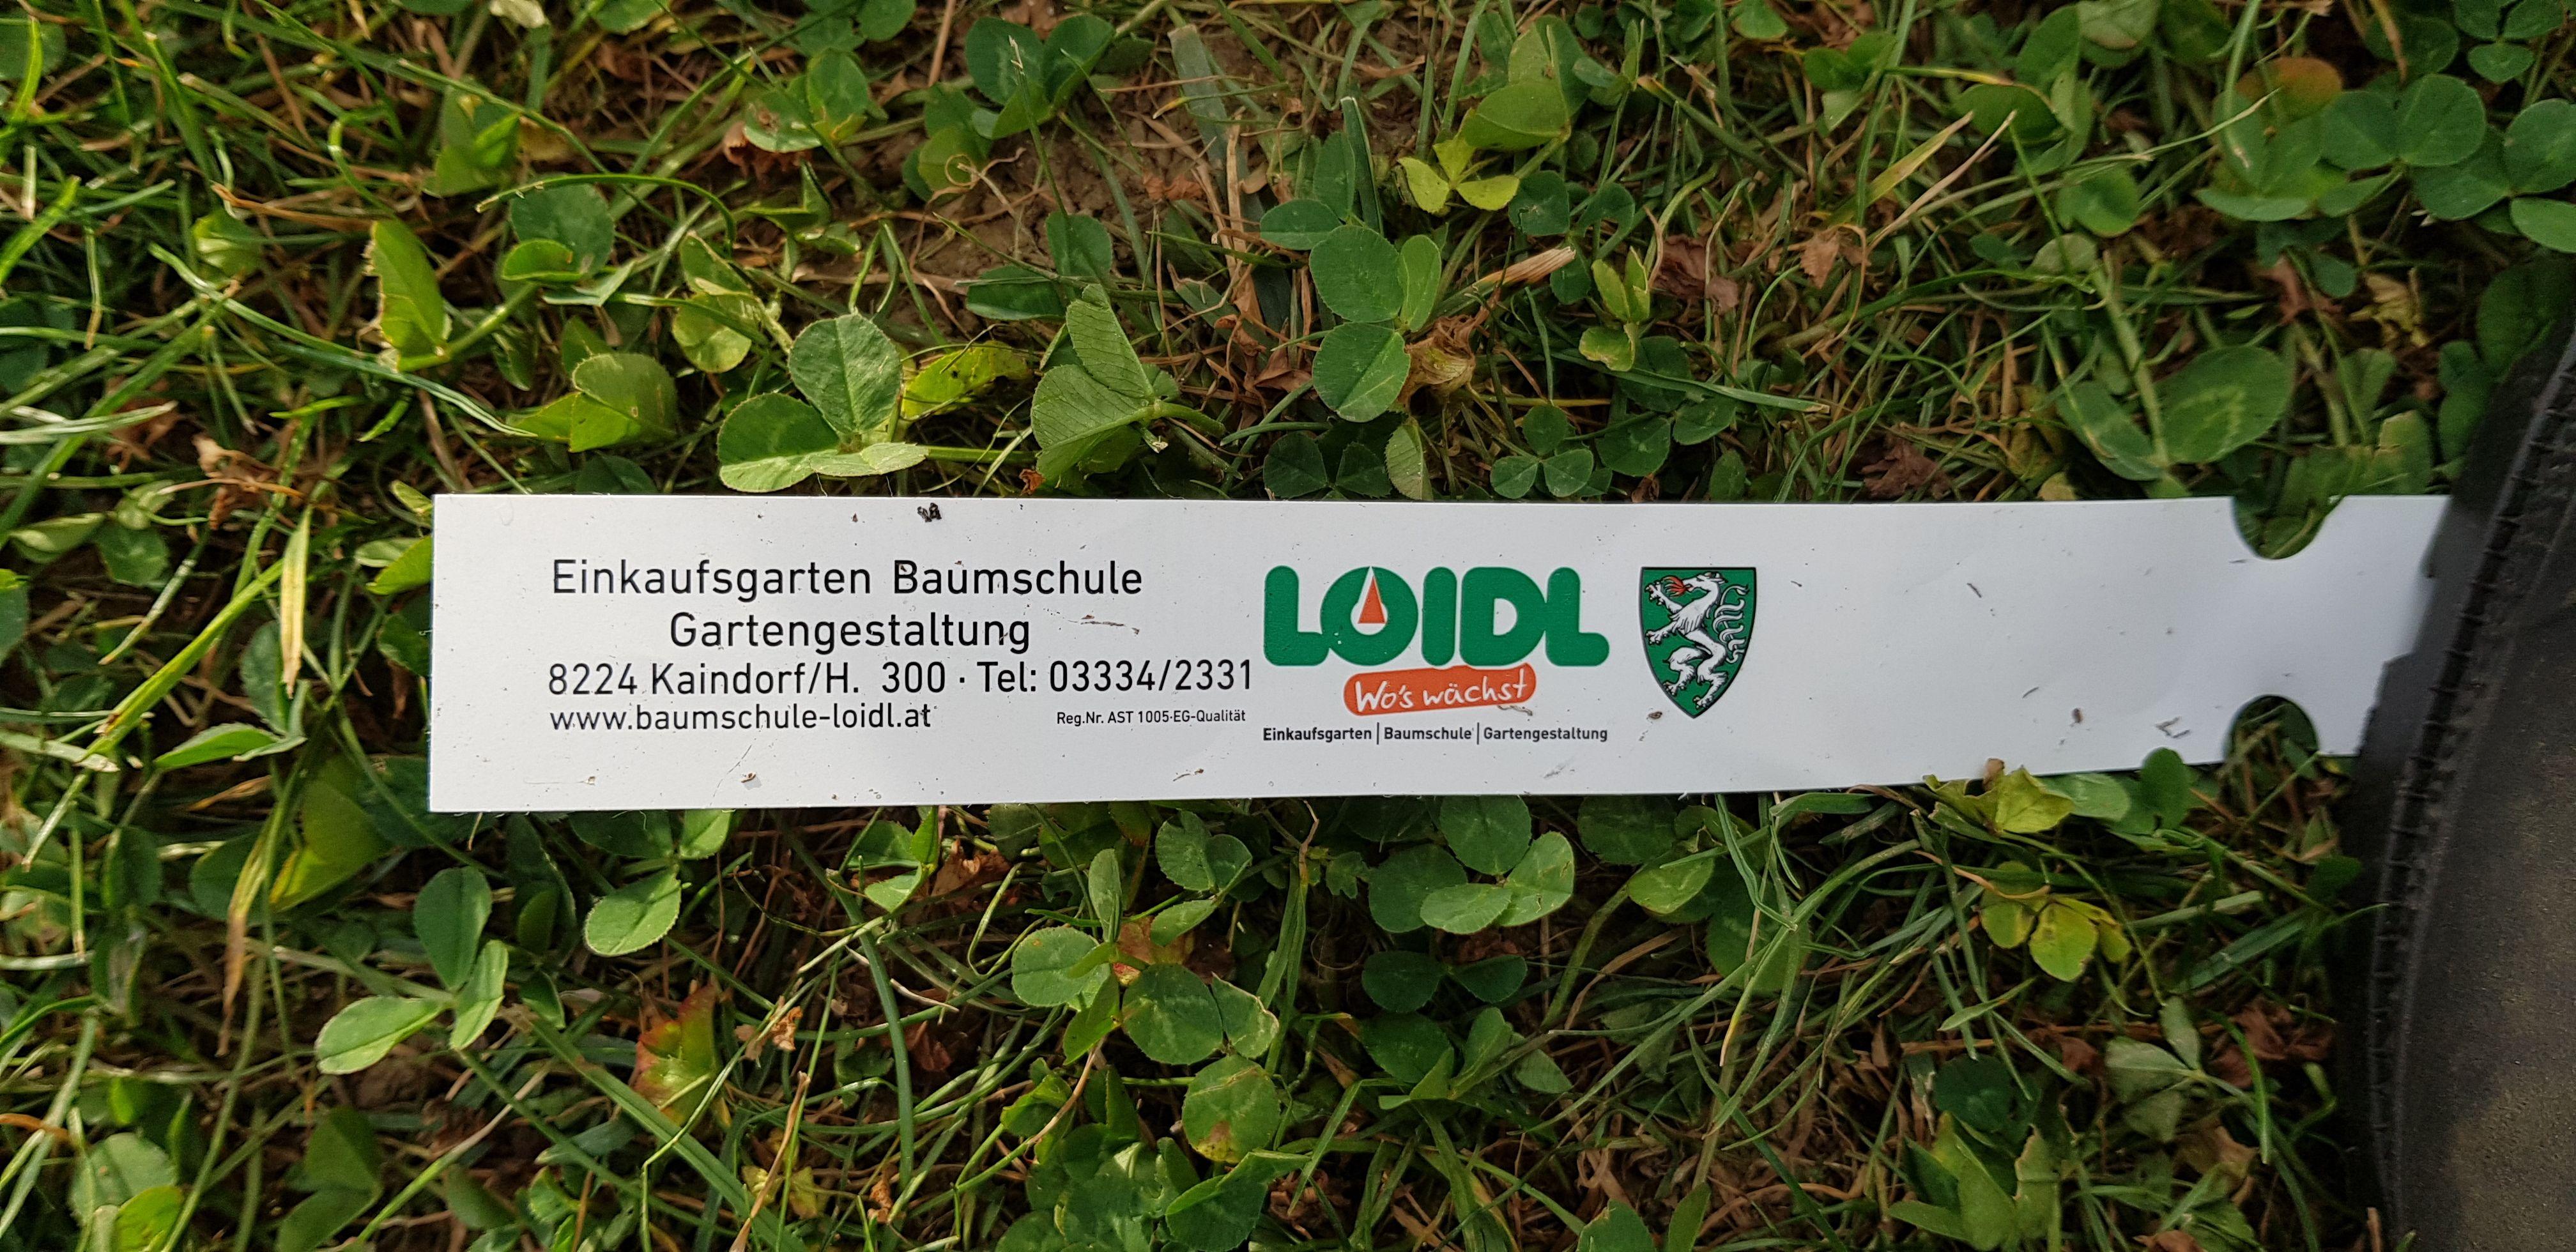 Einkaufsgarten Baumschule
Gartengestaltung
8224 Kaindorf/H. 300 · Tel: 03334/2331
www.baumschule-loidl.at
Reg.Nr. AST 1005-EG-Qualität
LOIDL
Wo's wächst
Einkaufsgarten | Baumschule | Gartengestaltung